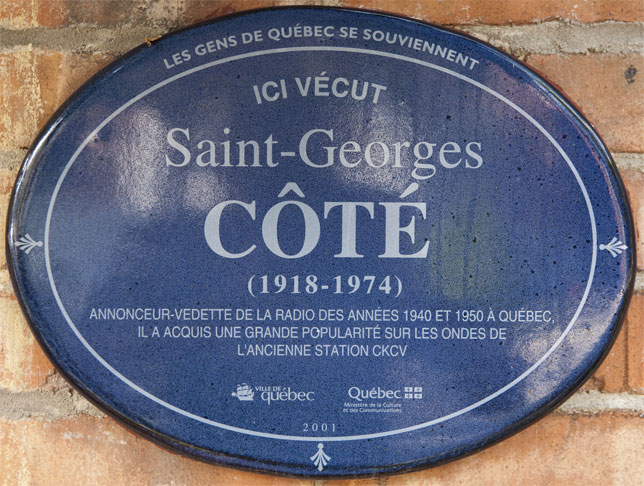 LES GENS DE QUÉBEC SE SOUVIENNENT
ICI VÉCUT
Saint-Georges
CÔTÉ
(1918-1974)
ANNONCEUR-VEDETTE DE LA RADIO DES ANNÉES 1940 ET 1950 À QUÉBEC,
IL A ACQUIS UNE GRANDE POPULARITÉ SUR LES ONDES DE
L'ANCIENNE STATION CKCV
VILLE DE
québec
Québec
Ministère de la Culture
et des Communications
2001